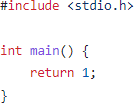 #include <stdio.h>

int main() {
    return 1;
}